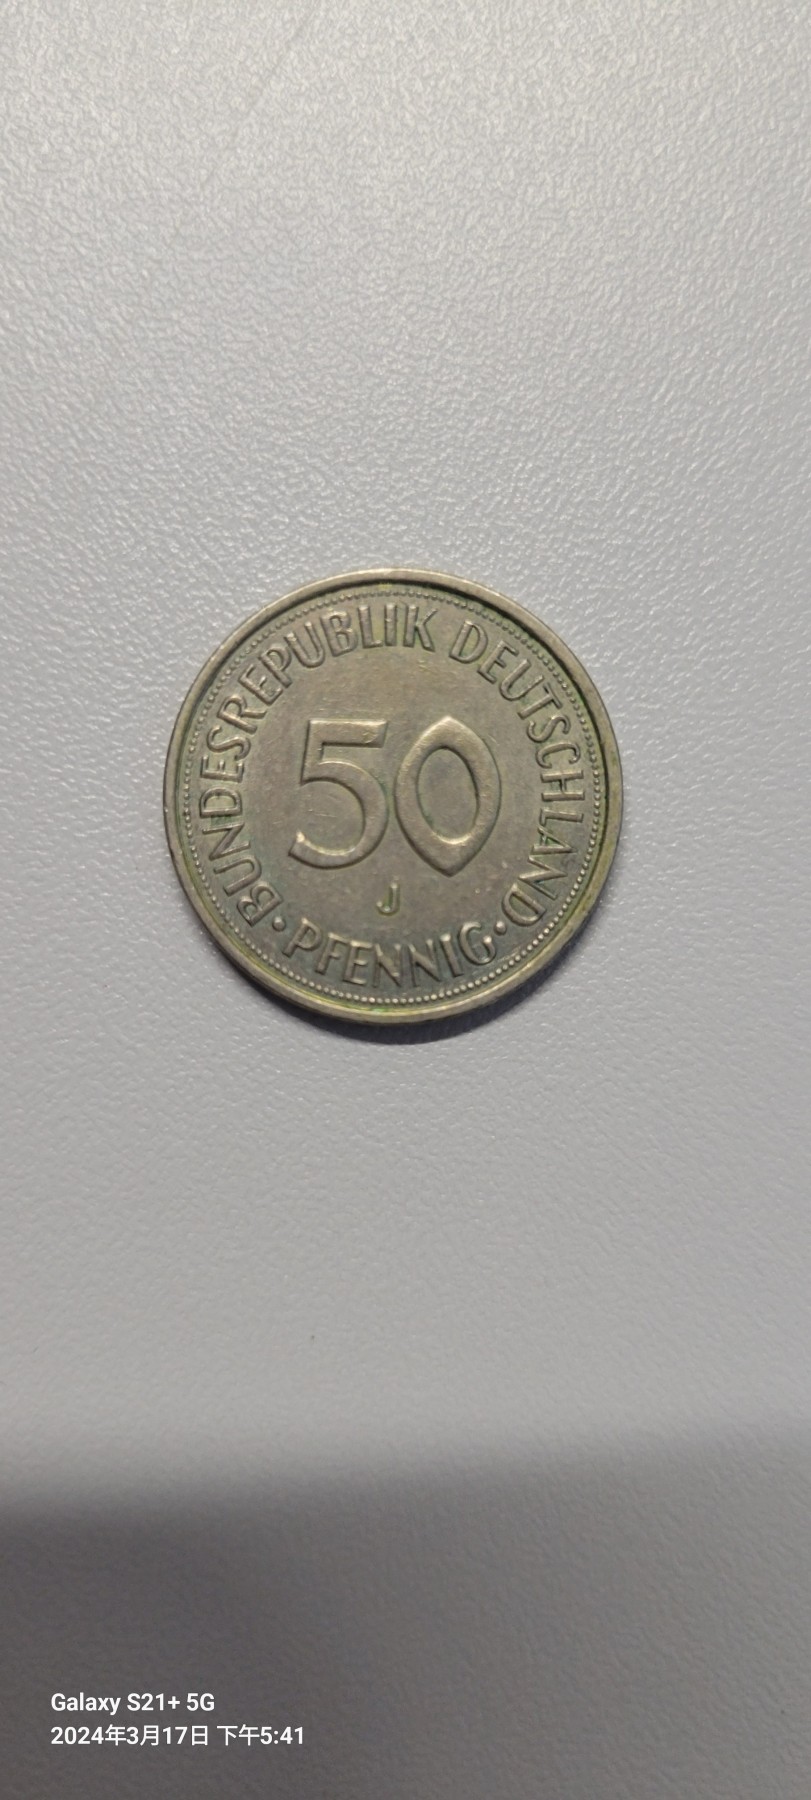 BUNDESREPUBLIK DEUTSCHLAND
50
J
· PFENNIG ·
Galaxy S21+ 5G
2024年3月17日 下午5:41